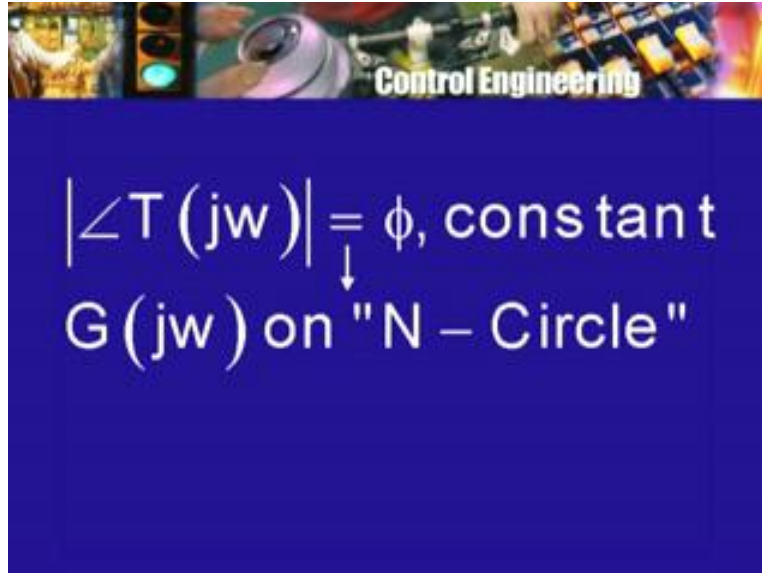 Control Engineering
|∠T(jw)| = ϕ, constant
↓
G(jw) on "N – Circle"